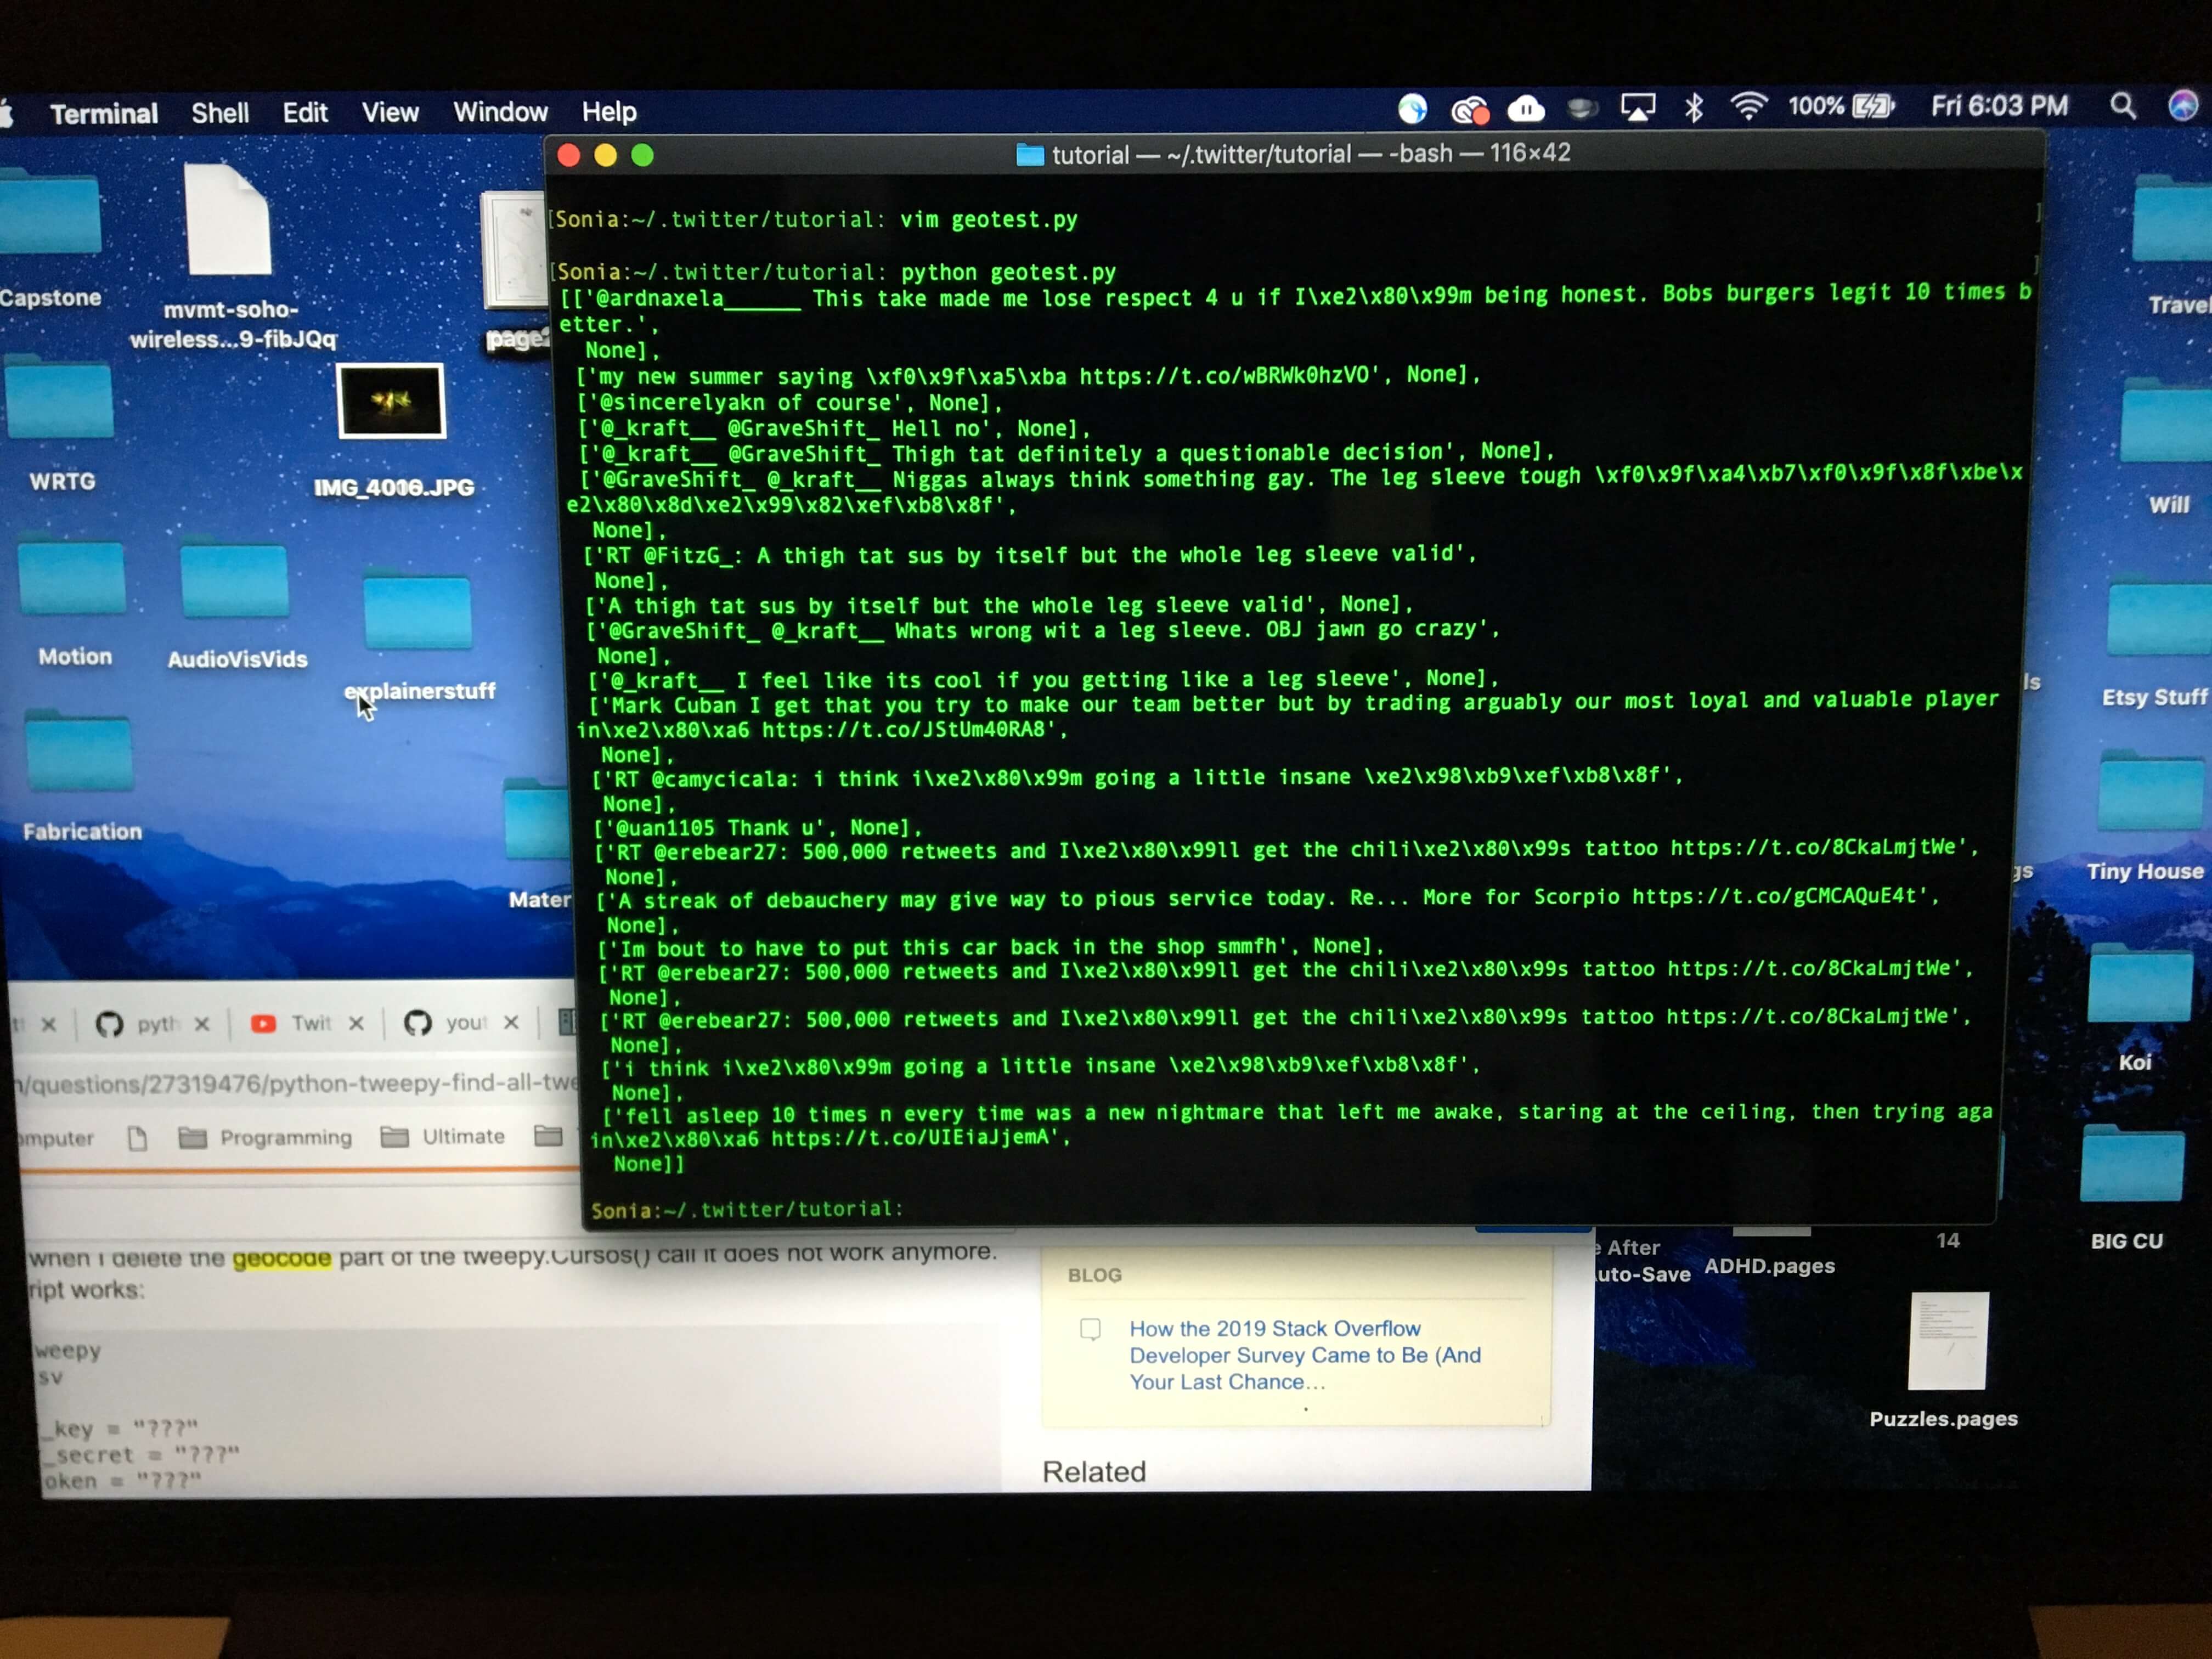 Terminal Shell Edit View Window Help 100% Fri 6:03 PM
tutorial — ~/.twitter/tutorial — -bash — 116×42
[Sonia:~/.twitter/tutorial: vim geotest.py ]
[Sonia:~/.twitter/tutorial: python geotest.py ]
[['@ardnaxela______ This take made me lose respect 4 u if I\xe2\x80\x99m being honest. Bobs burgers legit 10 times b
etter.',
None],
['my new summer saying \xf0\x9f\xa5\xba https://t.co/wBRWk0hzVO', None],
['@sincerelyakn of course', None],
['@_kraft__ @GraveShift_ Hell no', None],
['@_kraft__ @GraveShift_ Thigh tat definitely a questionable decision', None],
['@GraveShift_ @_kraft__ Niggas always think something gay. The leg sleeve tough \xf0\x9f\xa4\xb7\xf0\x9f\x8f\xbe\x
e2\x80\x8d\xe2\x99\x82\xef\xb8\x8f',
None],
['RT @FitzG_: A thigh tat sus by itself but the whole leg sleeve valid',
None],
['A thigh tat sus by itself but the whole leg sleeve valid', None],
['@GraveShift_ @_kraft__ Whats wrong wit a leg sleeve. OBJ jawn go crazy',
None],
['@_kraft__ I feel like its cool if you getting like a leg sleeve', None],
['Mark Cuban I get that you try to make our team better but by trading arguably our most loyal and valuable player
in\xe2\x80\xa6 https://t.co/JStUm40RA8',
None],
['RT @camycicala: i think i\xe2\x80\x99m going a little insane \xe2\x98\xb9\xef\xb8\x8f',
None],
['@uan1105 Thank u', None],
['RT @erebear27: 500,000 retweets and I\xe2\x80\x99ll get the chili\xe2\x80\x99s tattoo https://t.co/8CkaLmjtWe',
None],
['A streak of debauchery may give way to pious service today. Re... More for Scorpio https://t.co/gCMCAQuE4t',
None],
['Im bout to have to put this car back in the shop smmfh', None],
['RT @erebear27: 500,000 retweets and I\xe2\x80\x99ll get the chili\xe2\x80\x99s tattoo https://t.co/8CkaLmjtWe',
None],
['RT @erebear27: 500,000 retweets and I\xe2\x80\x99ll get the chili\xe2\x80\x99s tattoo https://t.co/8CkaLmjtWe',
None],
['i think i\xe2\x80\x99m going a little insane \xe2\x98\xb9\xef\xb8\x8f',
None],
['fell asleep 10 times n every time was a new nightmare that left me awake, staring at the ceiling, then trying aga
in\xe2\x80\xa6 https://t.co/UIEiaJjemA',
None]]
Sonia:~/.twitter/tutorial:
Capstone
mvmt-soho-
wireless...9-fibJQq
page
WRTG
IMG_4006.JPG
Motion
AudioVisVids
explainerstuff
Fabrication
Mater
Travel
Will
ls
Etsy Stuff
gs
Tiny House
Koi
BIG CU
14
e After
uto-Save
ADHD.pages
Puzzles.pages
pyth
Twit
yout
n/questions/27319476/python-tweepy-find-all-twe
omputer Programming Ultimate
when I delete the geocode part of the tweepy.Cursos() call it does not work anymore.
ript works:
weepy
sv
_key = "???"
_secret = "???"
oken = "???"
BLOG
How the 2019 Stack Overflow
Developer Survey Came to Be (And
Your Last Chance…
Related